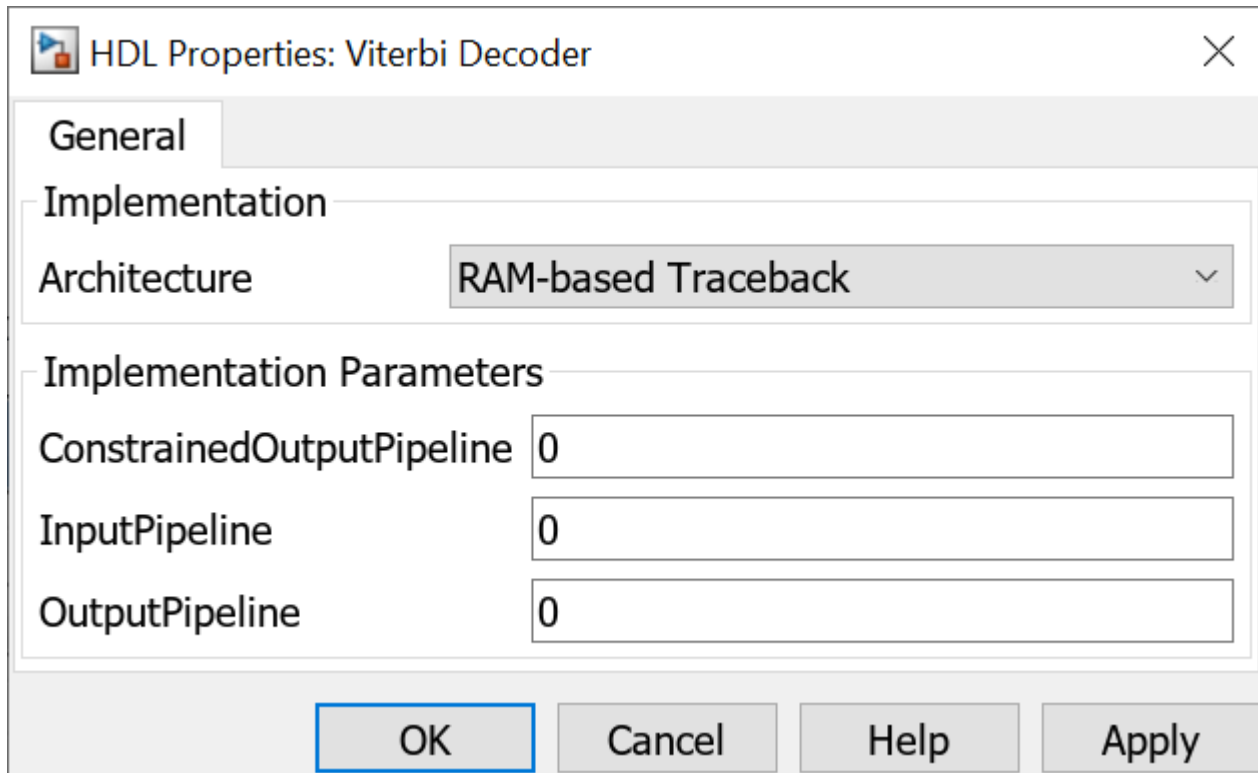 HDL Properties: Viterbi Decoder
General
Implementation
Architecture RAM-based Traceback
Implementation Parameters
ConstrainedOutputPipeline 0
InputPipeline 0
OutputPipeline 0
OK Cancel Help Apply